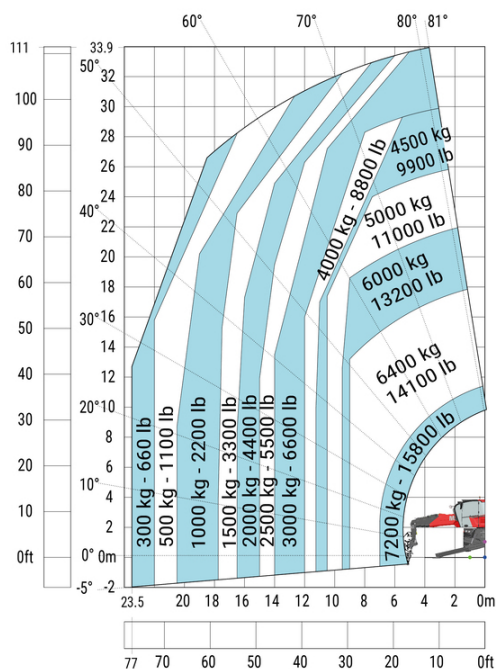 60° 70° 80° 81°
111 33.9
50°
32
100 30
90 28
4500 kg
9900 lb
26
80 24
4000 kg - 8800 lb
5000 kg
11000 lb
40° 22
70 20
6000 kg
13200 lb
60 18
30° 16
50 14
6400 kg
14100 lb
40 12
20° 10
30 8
300 kg - 660 lb
500 kg - 1100 lb
1000 kg - 2200 lb
1500 kg - 3300 lb
2000 kg - 4400 lb
2500 kg - 5500 lb
3000 kg - 6600 lb
7200 kg - 15800 lb
20 6
10° 4
10 2
0ft 0° 0m
-5° -2
23.5 20 18 16 14 12 10 8 6 4 2 0m
77 70 60 50 40 30 20 10 0ft